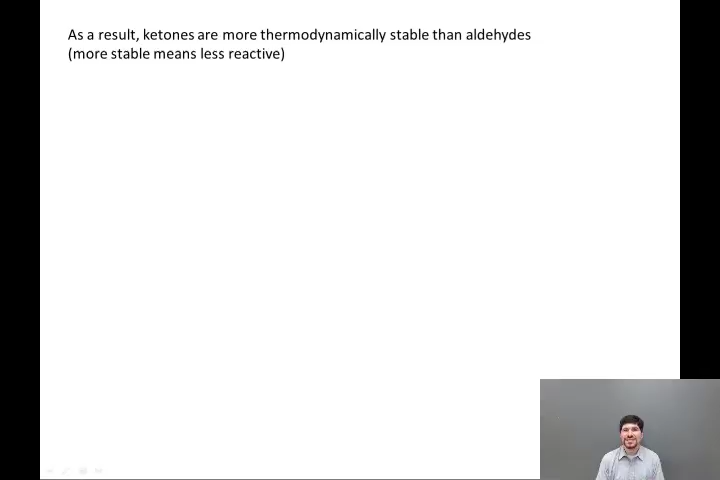 As a result, ketones are more thermodynamically stable than aldehydes
(more stable means less reactive)